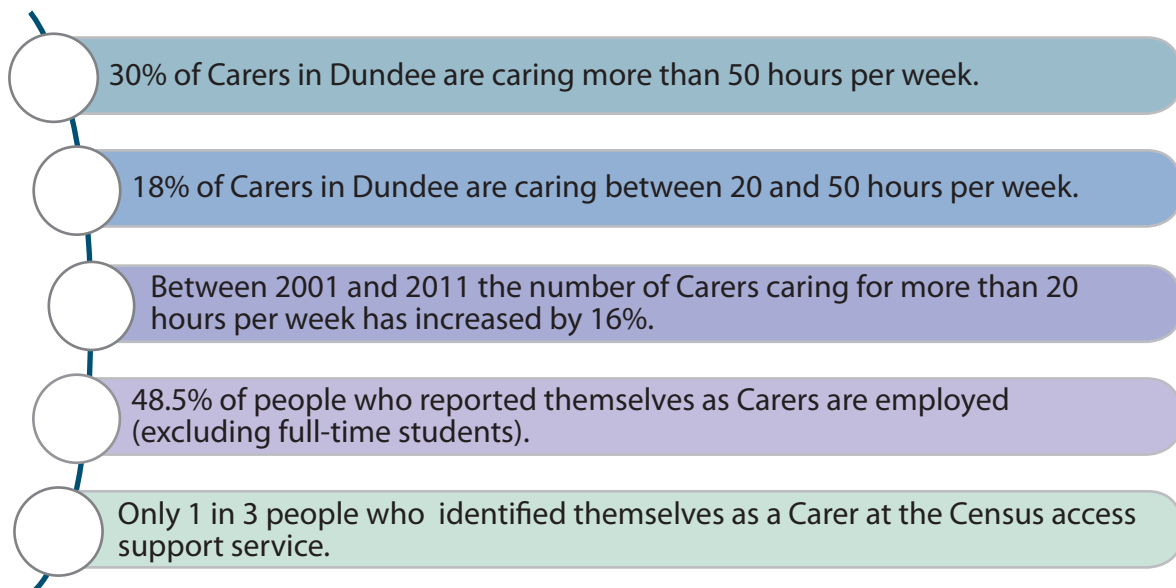 30% of Carers in Dundee are caring more than 50 hours per week.
18% of Carers in Dundee are caring between 20 and 50 hours per week.
Between 2001 and 2011 the number of Carers caring for more than 20
hours per week has increased by 16%.
48.5% of people who reported themselves as Carers are employed
(excluding full-time students).
Only 1 in 3 people who  identified themselves as a Carer at the Census access
support service.